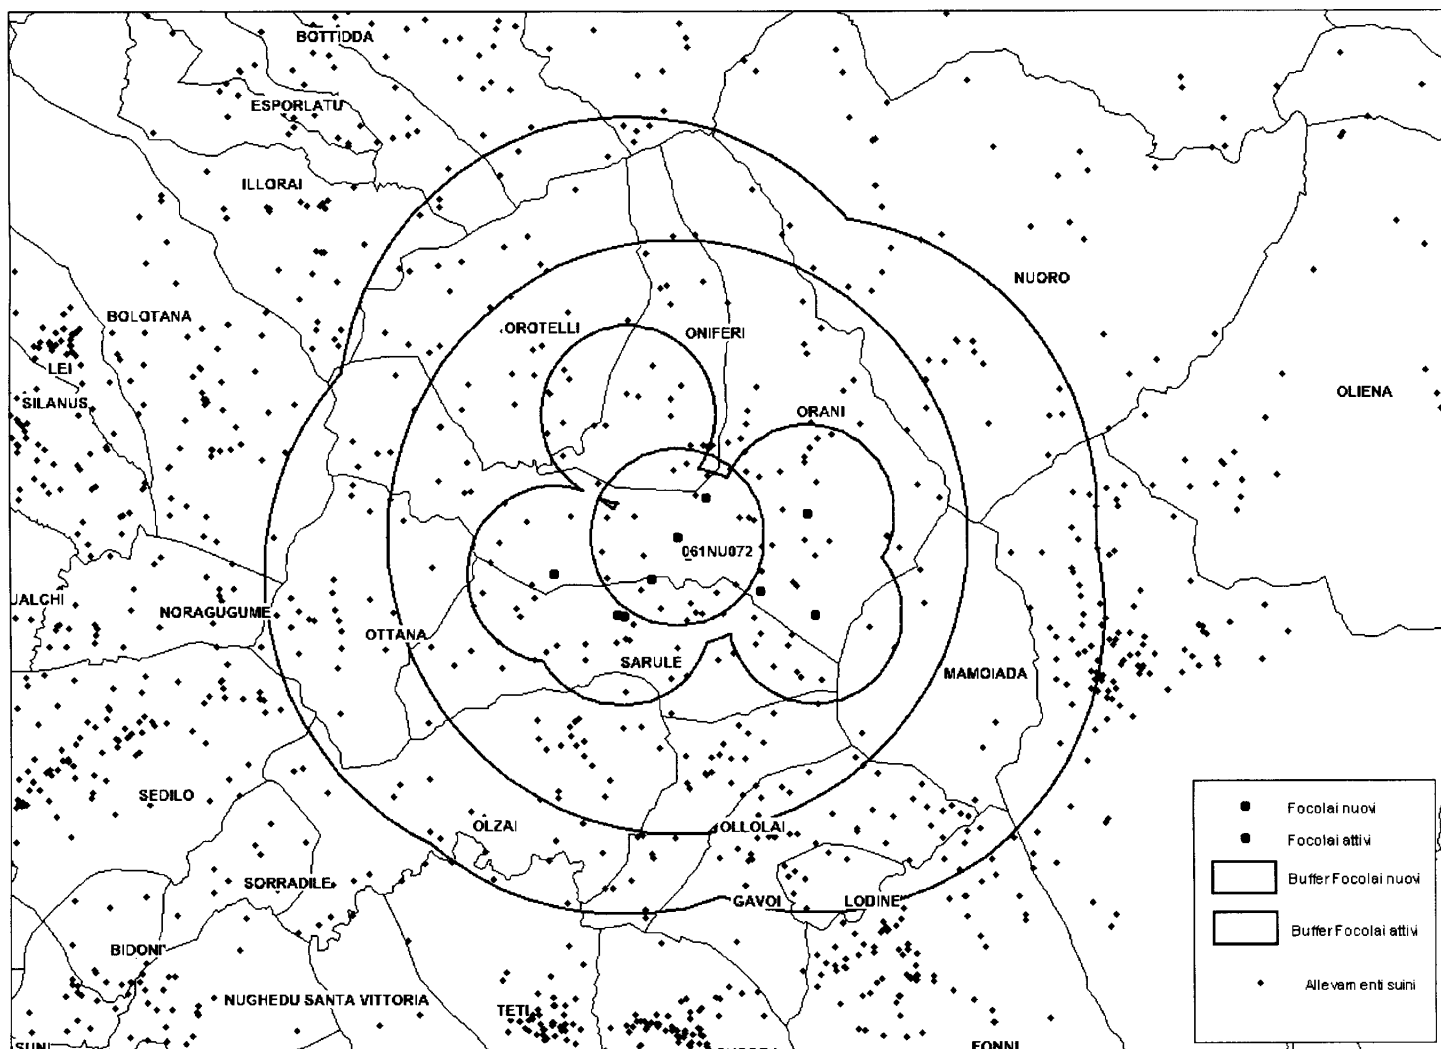 BOTTIDDA
ESPORLATU
ILLORAI
NUORO
BOLOTANA
OROTELLI
ONIFERI
LEI
SILANUS
OLIENA
ORANI
061NU072
UALCHI
NORAGUGUME
OTTANA
SARULE
MAMOIADA
SEDILO
OLZAI
OLLOLAI
SORRADILE
GAVOI
LODINE
BIDONI'
NUGHEDU SANTA VITTORIA
TETI
SUNI
FONNI
Focolai nuovi
Focolai attivi
Buffer Focolai nuovi
Buffer Focolai attivi
Allevamenti suini